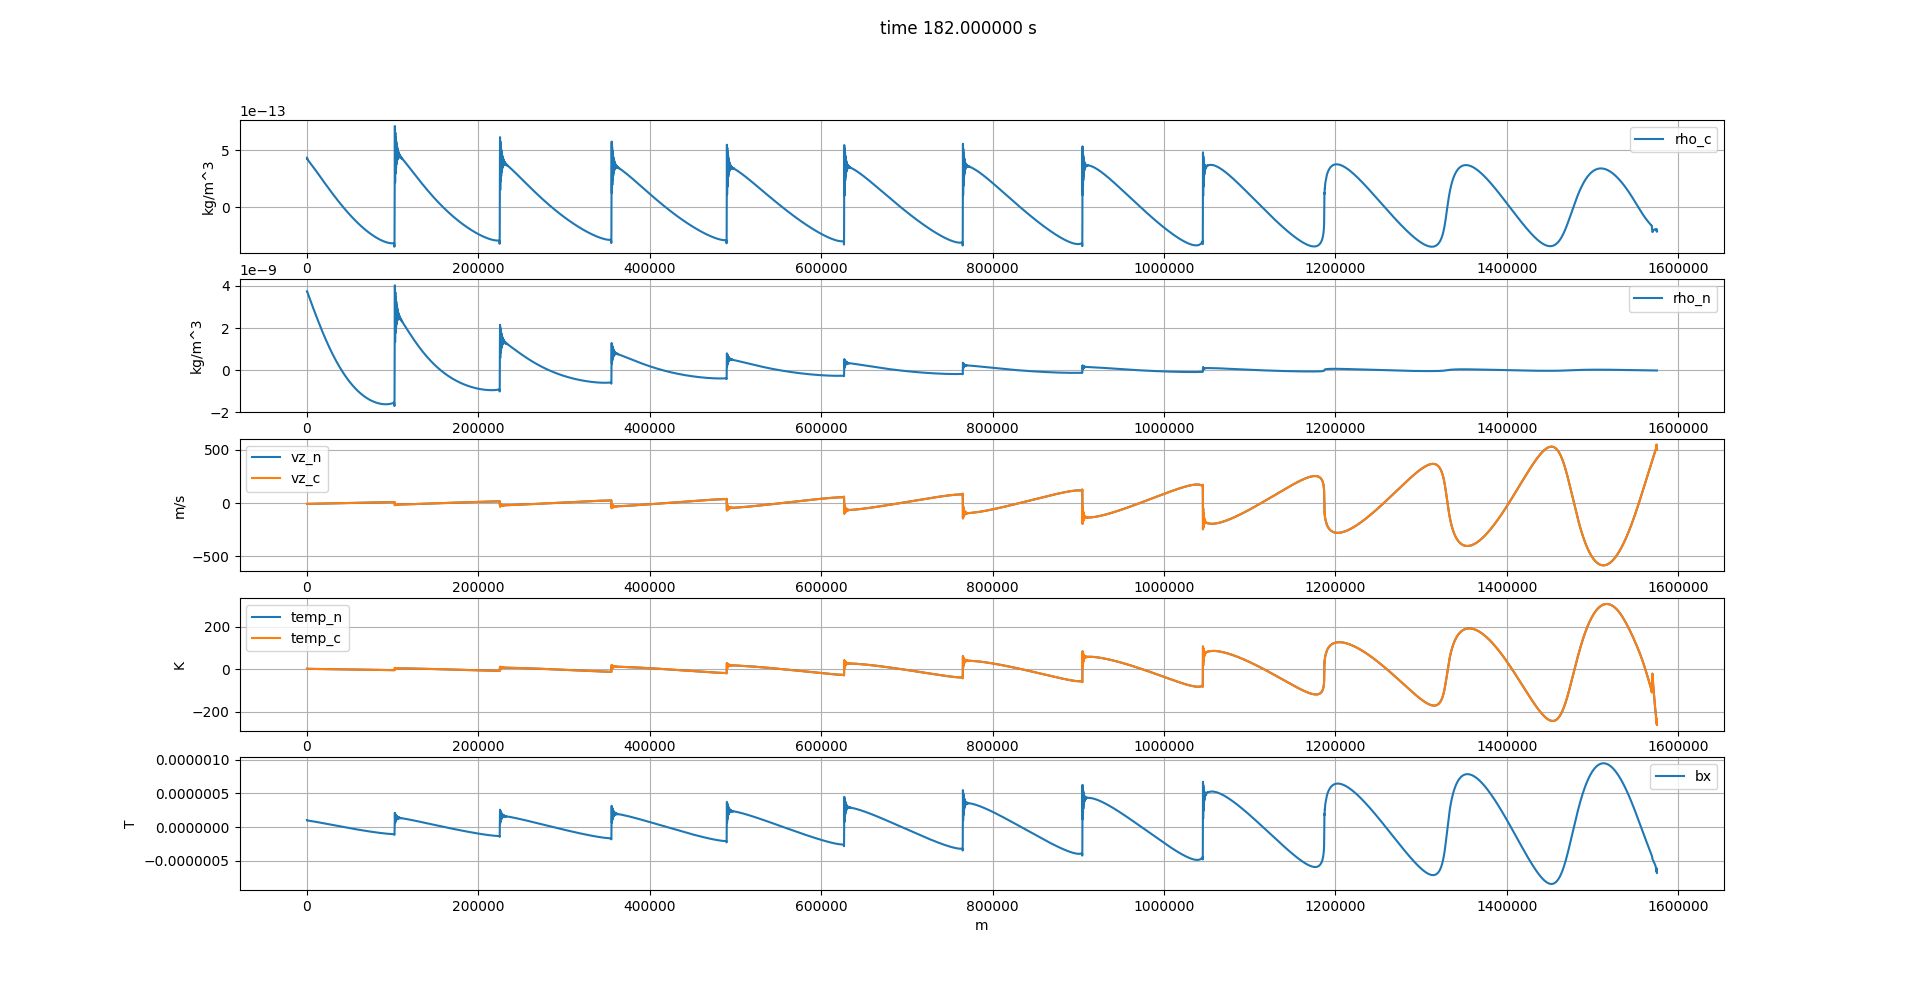 time 182.000000 s
1e−13
5
0
kg/m^3
rho_c
0 200000 400000 600000 800000 1000000 1200000 1400000 1600000
1e−9
4
2
0
−2
kg/m^3
rho_n
0 200000 400000 600000 800000 1000000 1200000 1400000 1600000
500
0
−500
m/s
vz_n
vz_c
0 200000 400000 600000 800000 1000000 1200000 1400000 1600000
200
0
−200
K
temp_n
temp_c
0 200000 400000 600000 800000 1000000 1200000 1400000 1600000
0.0000010
0.0000005
0.0000000
−0.0000005
T
bx
0 200000 400000 600000 800000 1000000 1200000 1400000 1600000
m